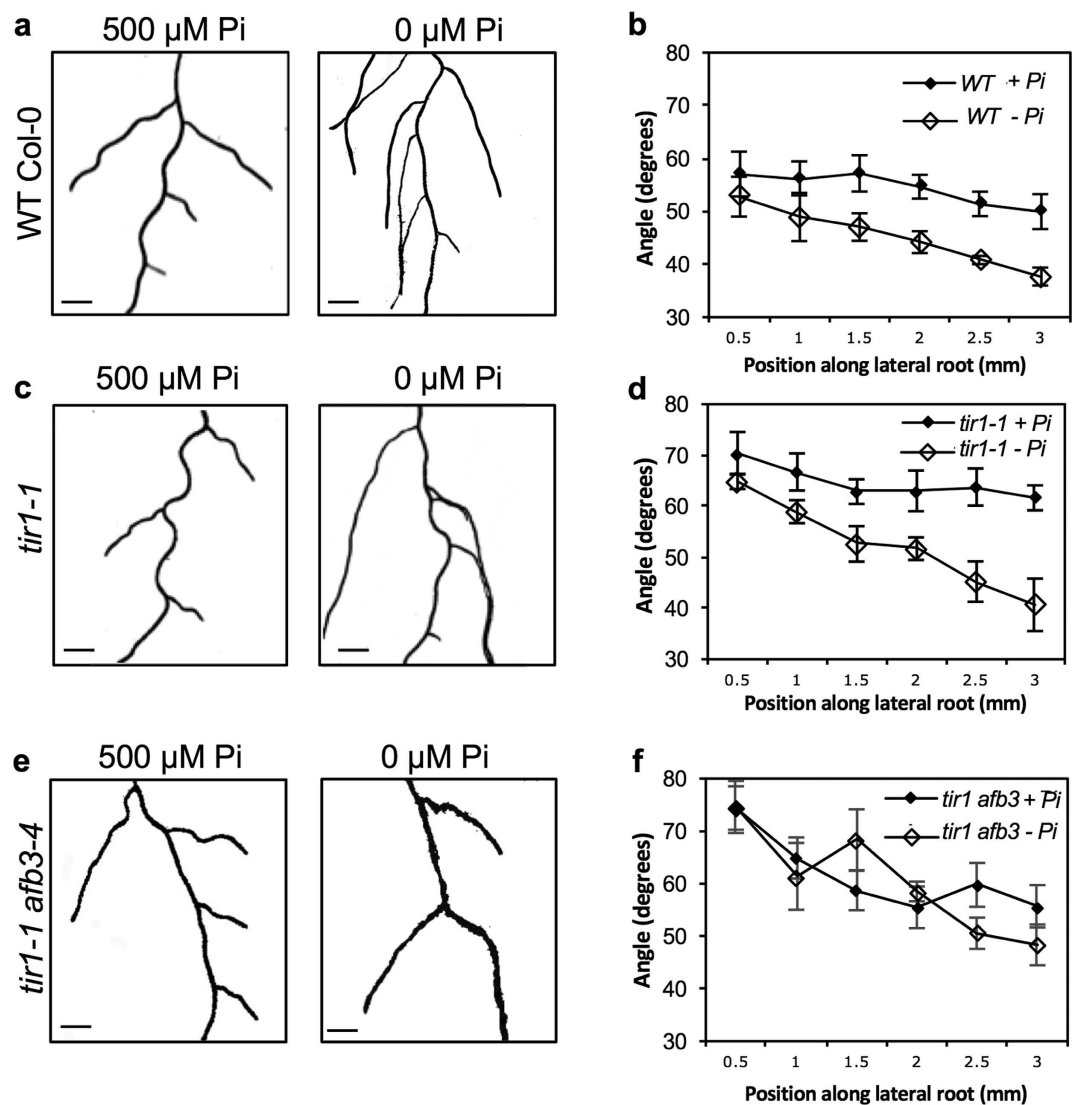 a
500 µM Pi
0 µM Pi
WT Col-0
b
80
70
60
50
40
30
Angle (degrees)
WT + Pi
WT - Pi
0.5 1 1.5 2 2.5 3
Position along lateral root (mm)
c
500 µM Pi
0 µM Pi
tir1-1
d
80
70
60
50
40
30
Angle (degrees)
tir1-1 + Pi
tir1-1 - Pi
0.5 1 1.5 2 2.5 3
Position along lateral root (mm)
e
500 µM Pi
0 µM Pi
tir1-1 afb3-4
f
80
70
60
50
40
30
Angle (degrees)
tir1 afb3 + Pi
tir1 afb3 - Pi
0.5 1 1.5 2 2.5 3
Position along lateral root (mm)